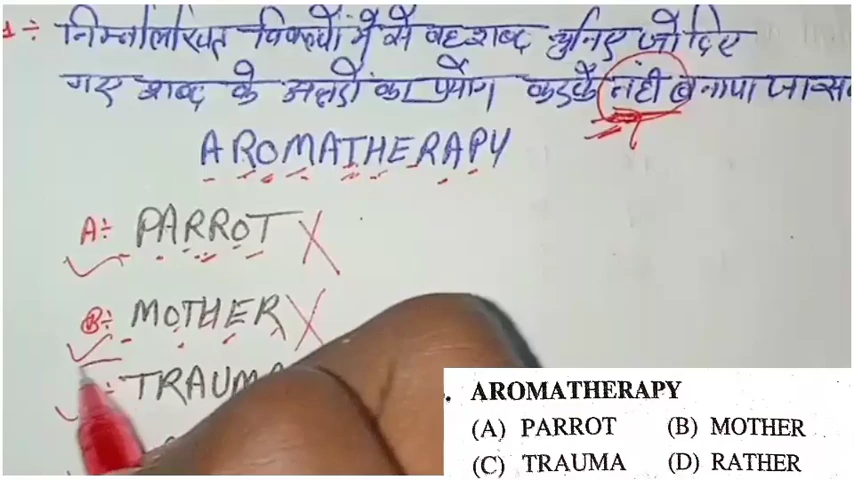 1÷ निम्नलिखित विकल्पों में से वह शब्द चुनिए जो दिए
गए शब्द के अक्षरों का प्रयोग करके नहीं बनाया जा सक
AROMATHERAPY
A÷ PARROT
B÷ MOTHER
÷ TRAUMA
. AROMATHERAPY
(A) PARROT (B) MOTHER
(C) TRAUMA (D) RATHER